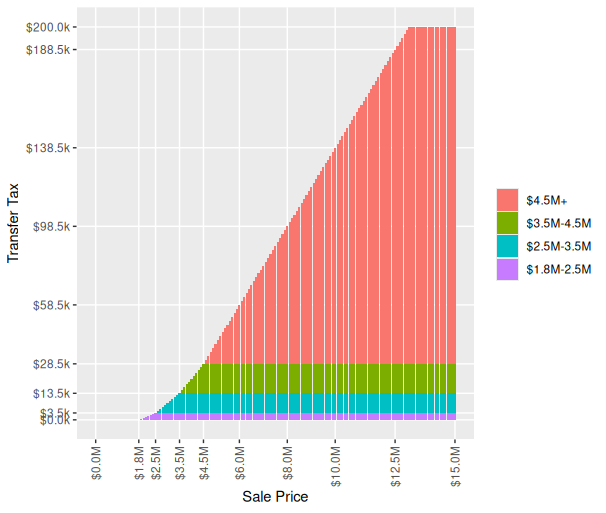 $200.0k
$188.5k
$138.5k
$98.5k
$58.5k
$28.5k
$13.5k
$3.5k
$0.0k
Transfer Tax
$0.0M
$1.8M
$2.5M
$3.5M
$4.5M
$6.0M
$8.0M
$10.0M
$12.5M
$15.0M
Sale Price
$4.5M+
$3.5M-4.5M
$2.5M-3.5M
$1.8M-2.5M